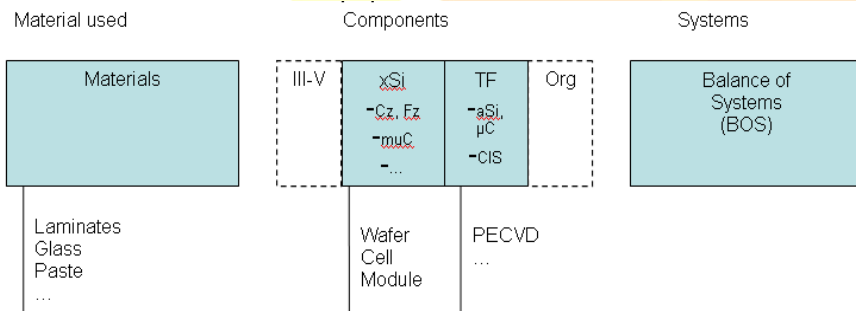 Material used
Components
Systems
Materials
III-V
xSi
-Cz, Fz
-muC
-...
TF
-aSi,
µC
-CIS
Org
Balance of
Systems
(BOS)
Laminates
Glass
Paste
...
Wafer
Cell
Module
PECVD
...